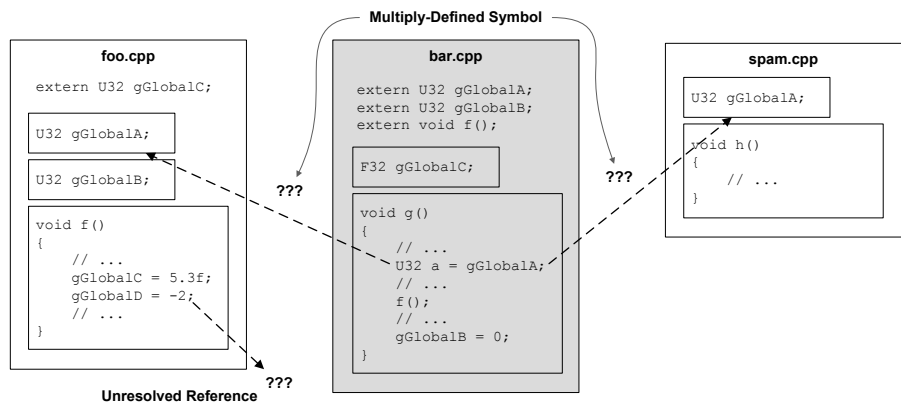 Multiply-Defined Symbol
foo.cpp
extern U32 gGlobalC;
U32 gGlobalA;
U32 gGlobalB;
void f()
{
// ...
gGlobalC = 5.3f;
gGlobalD = -2;
// ...
}
???
Unresolved Reference
???
bar.cpp
extern U32 gGlobalA;
extern U32 gGlobalB;
extern void f();
F32 gGlobalC;
void g()
{
// ...
U32 a = gGlobalA;
// ...
f();
// ...
gGlobalB = 0;
}
???
spam.cpp
U32 gGlobalA;
void h()
{
// ...
}